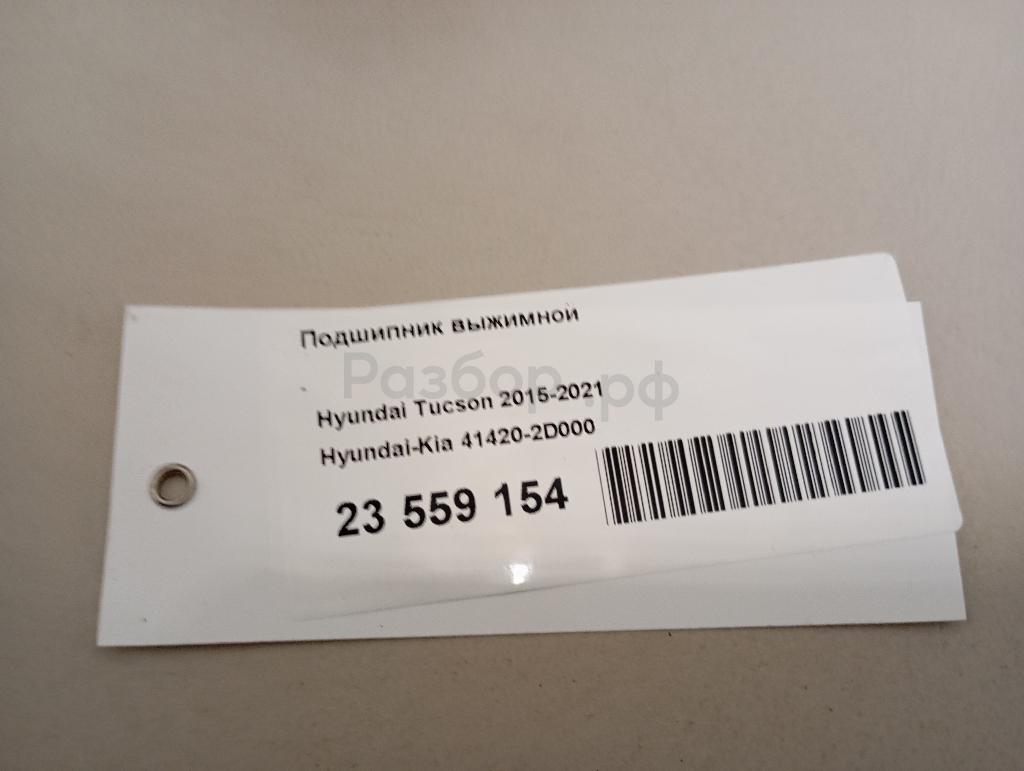 Подшипник выжимной
Разбор.рф
Hyundai Tucson 2015-2021
Hyundai-Kia 41420-2D000
23 559 154